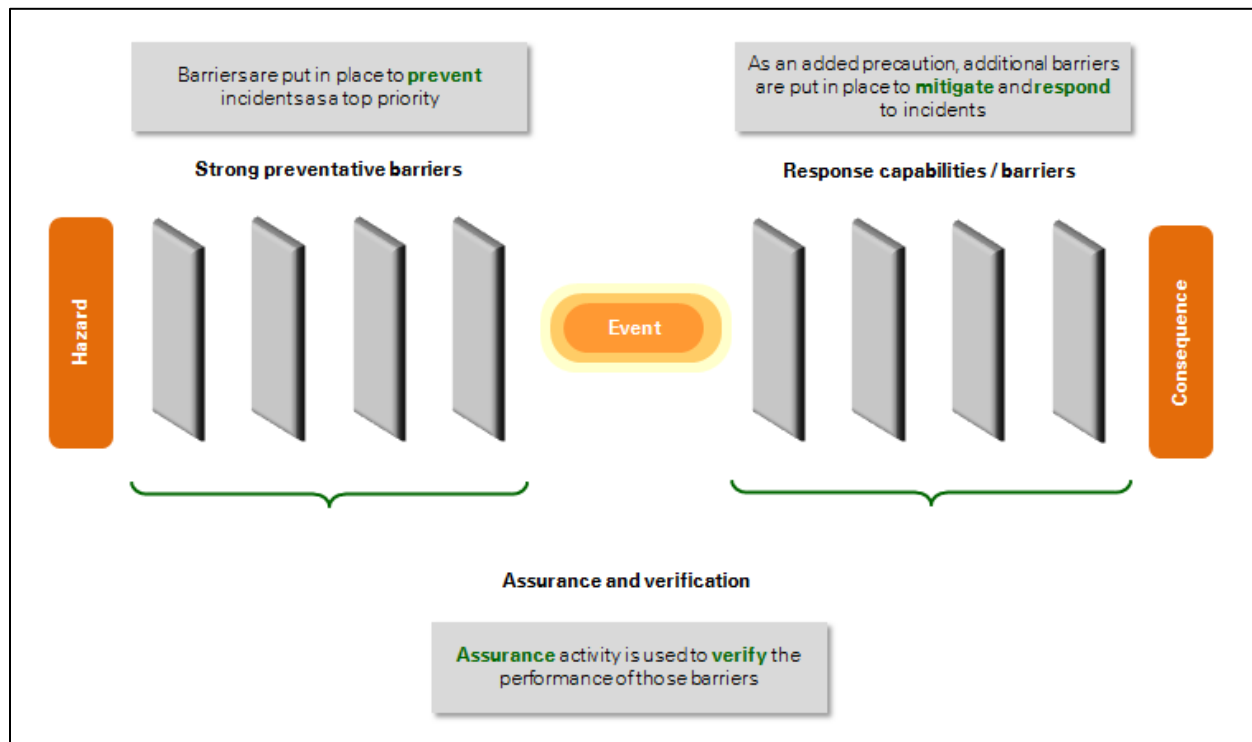 Barriers are put in place to prevent
incidents as a top priority
As an added precaution, additional barriers
are put in place to mitigate and respond
to incidents
Strong preventative barriers
Response capabilities / barriers
Hazard
Event
Consequence
Assurance and verification
Assurance activity is used to verify the
performance of those barriers